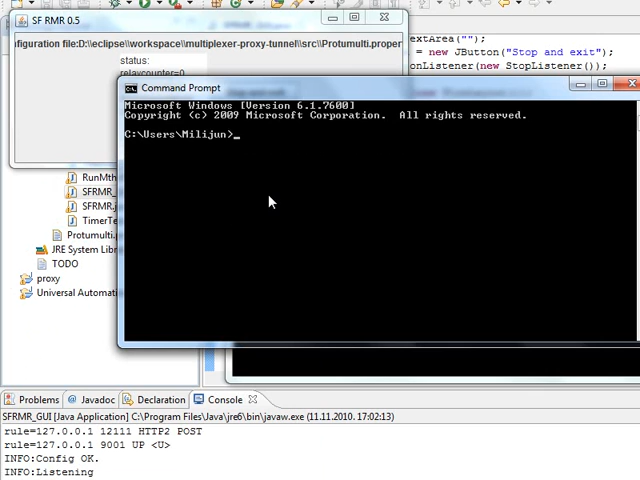 SF RMR 0.5
figuration file:D:\\eclipse\\workspace\\multiplexer-proxy-tunnel\\src\\Protumulti.proper
status:
relaycounter=0
extArea("");
= new JButton("Stop and exit");
onListener(new StopListener()
Command Prompt
Microsoft Windows [Version 6.1.7600]
Copyright (c) 2009 Microsoft Corporation.  All rights reserved.
C:\Users\Milijun>_
RunMth
SFRMR_
SFRMR.j
TimerTe
Protumulti.
JRE System Libr
TODO
proxy
Universal Automati
Problems @ Javadoc Declaration Console
SFRMR_GUI [Java Application] C:\Program Files\Java\jre6\bin\javaw.exe (11.11.2010. 17:02:13)
rule=127.0.0.1 12111 HTTP2 POST
rule=127.0.0.1 9001 UP <U>
INFO:Config OK.
INFO:Listening